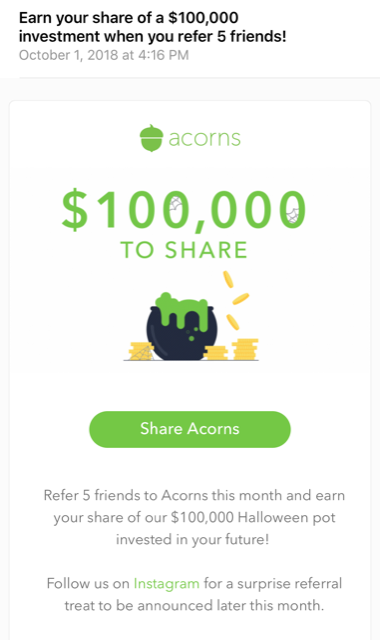 Earn your share of a $100,000
investment when you refer 5 friends!
October 1, 2018 at 4:16 PM
acorns
$100,000
TO SHARE
Share Acorns
Refer 5 friends to Acorns this month and earn
your share of our $100,000 Halloween pot
invested in your future!
Follow us on Instagram for a surprise referral
treat to be announced later this month.